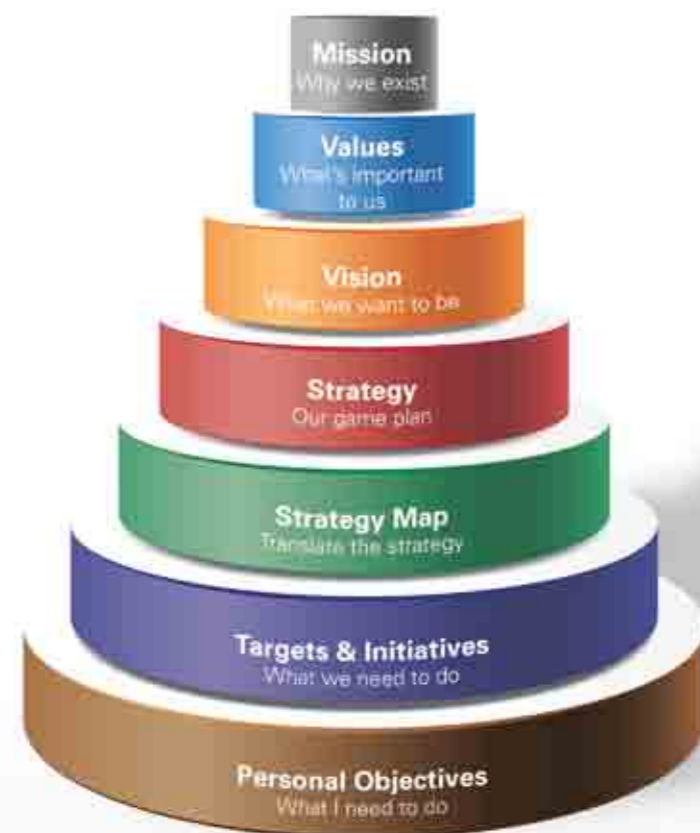 Mission
Why we exist
Values
What's important
to us
Vision
What we want to be
Strategy
Our game plan
Strategy Map
Translate the strategy
Targets & Initiatives
What we need to do
Personal Objectives
What I need to do